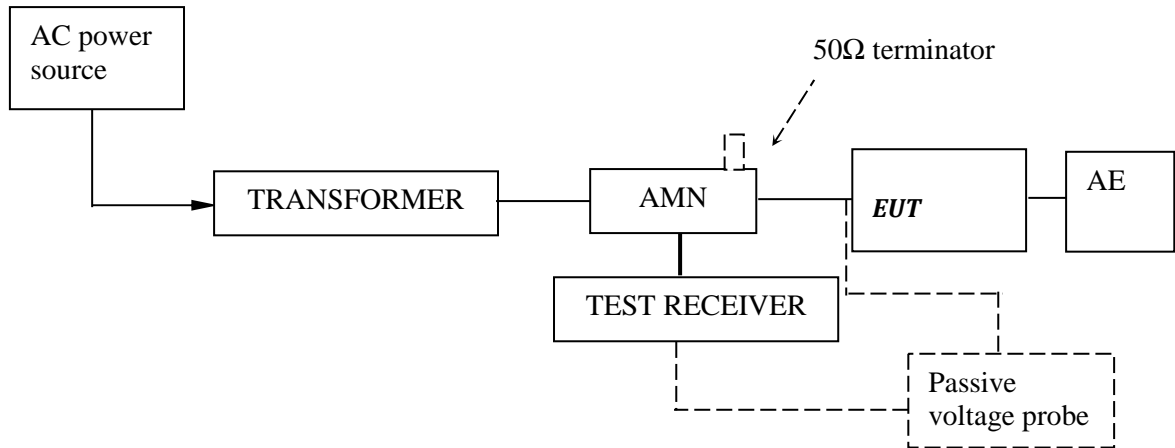 AC power
source
50Ω terminator
TRANSFORMER
AMN
EUT
AE
TEST RECEIVER
Passive
voltage probe